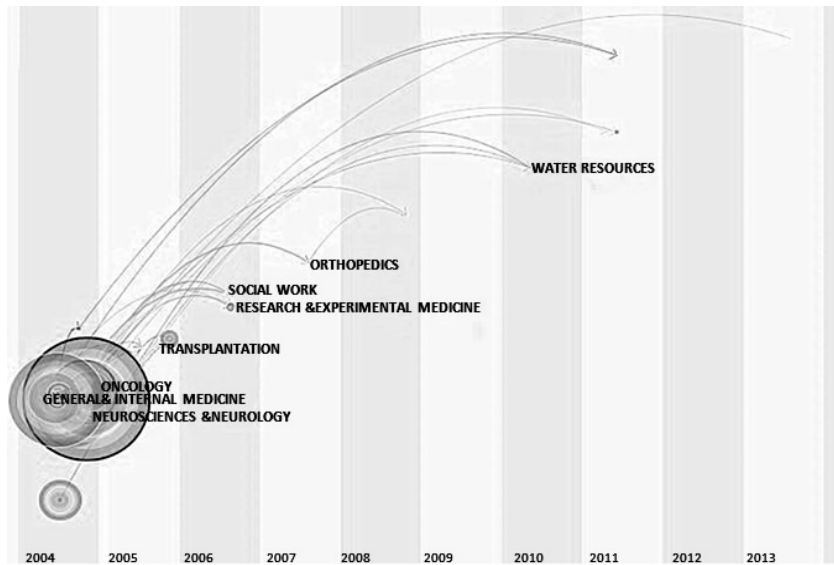 WATER RESOURCES
ORTHOPEDICS
SOCIAL WORK
RESEARCH &EXPERIMENTAL MEDICINE
TRANSPLANTATION
ONCOLOGY
GENERAL& INTERNAL MEDICINE
NEUROSCIENCES &NEUROLOGY
2004 2005 2006 2007 2008 2009 2010 2011 2012 2013